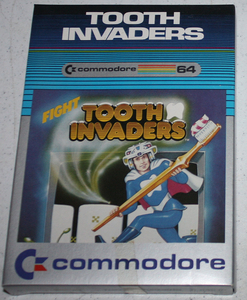 TOOTH
INVADERS
commodore 64
FIGHT
TOOTH
INVADERS
commodore